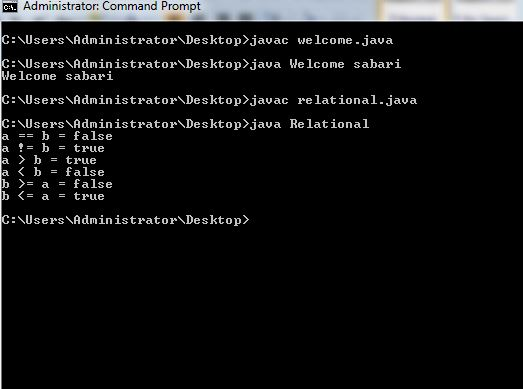 Administrator: Command Prompt
C:\Users\Administrator\Desktop>javac welcome.java
C:\Users\Administrator\Desktop>java Welcome sabari
Welcome sabari
C:\Users\Administrator\Desktop>javac relational.java
C:\Users\Administrator\Desktop>java Relational
a == b = false
a != b = true
a > b = true
a < b = false
b >= a = false
b <= a = true
C:\Users\Administrator\Desktop>